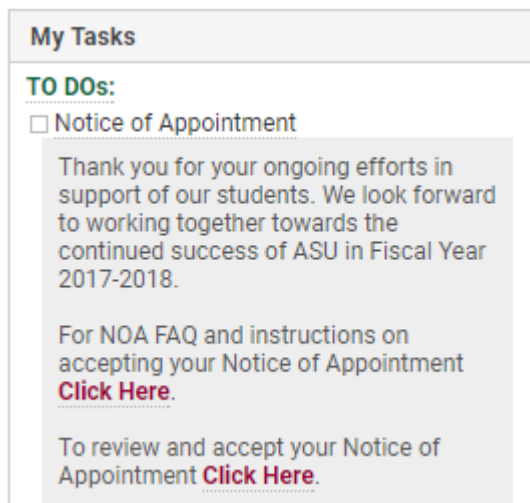 My Tasks
TO DOs:
Notice of Appointment
Thank you for your ongoing efforts in
support of our students. We look forward
to working together towards the
continued success of ASU in Fiscal Year
2017-2018.
For NOA FAQ and instructions on
accepting your Notice of Appointment
Click Here.
To review and accept your Notice of
Appointment Click Here.